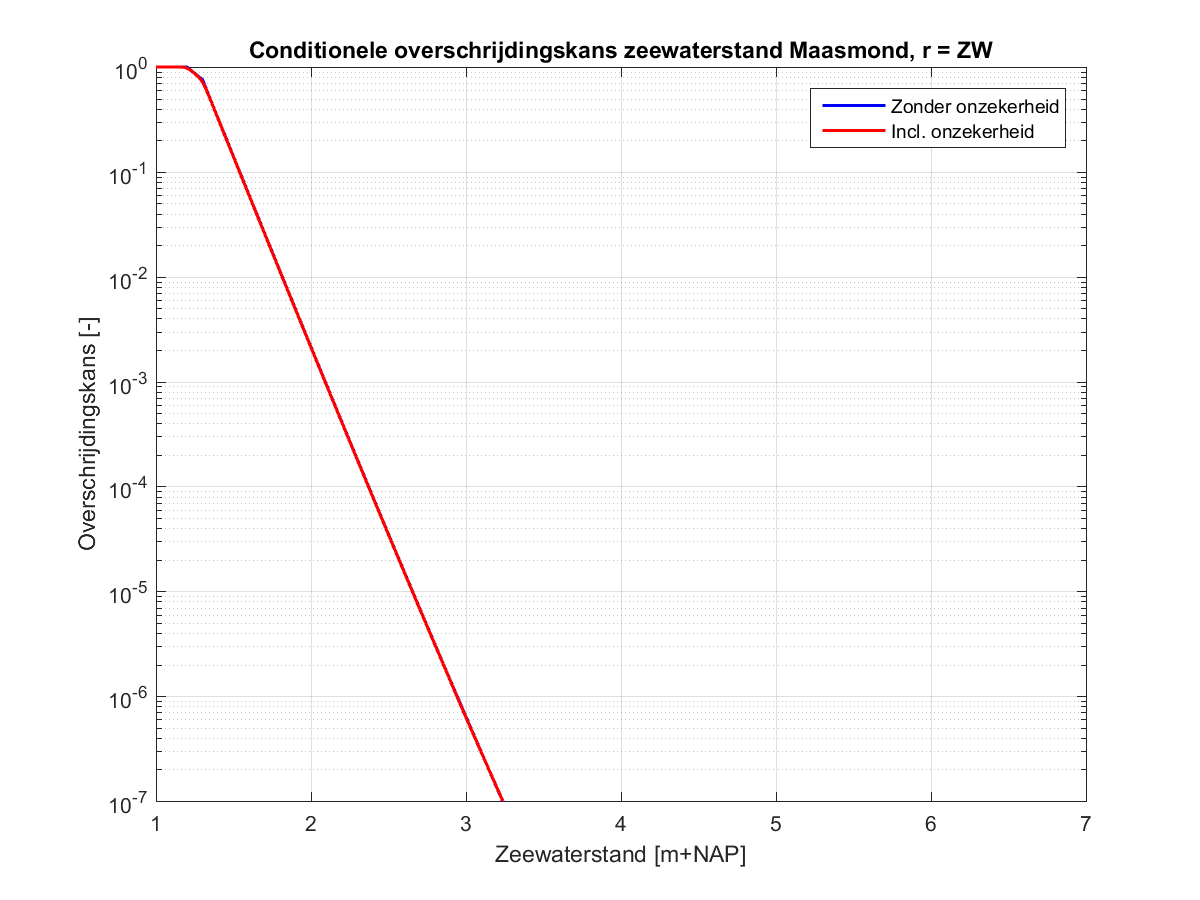 Conditionele overschrijdingskans zeewaterstand Maasmond, r = ZW
Zonder onzekerheid
Incl. onzekerheid
Overschrijdingskans [-]
10^0
10^-1
10^-2
10^-3
10^-4
10^-5
10^-6
10^-7
1 2 3 4 5 6 7
Zeewaterstand [m+NAP]